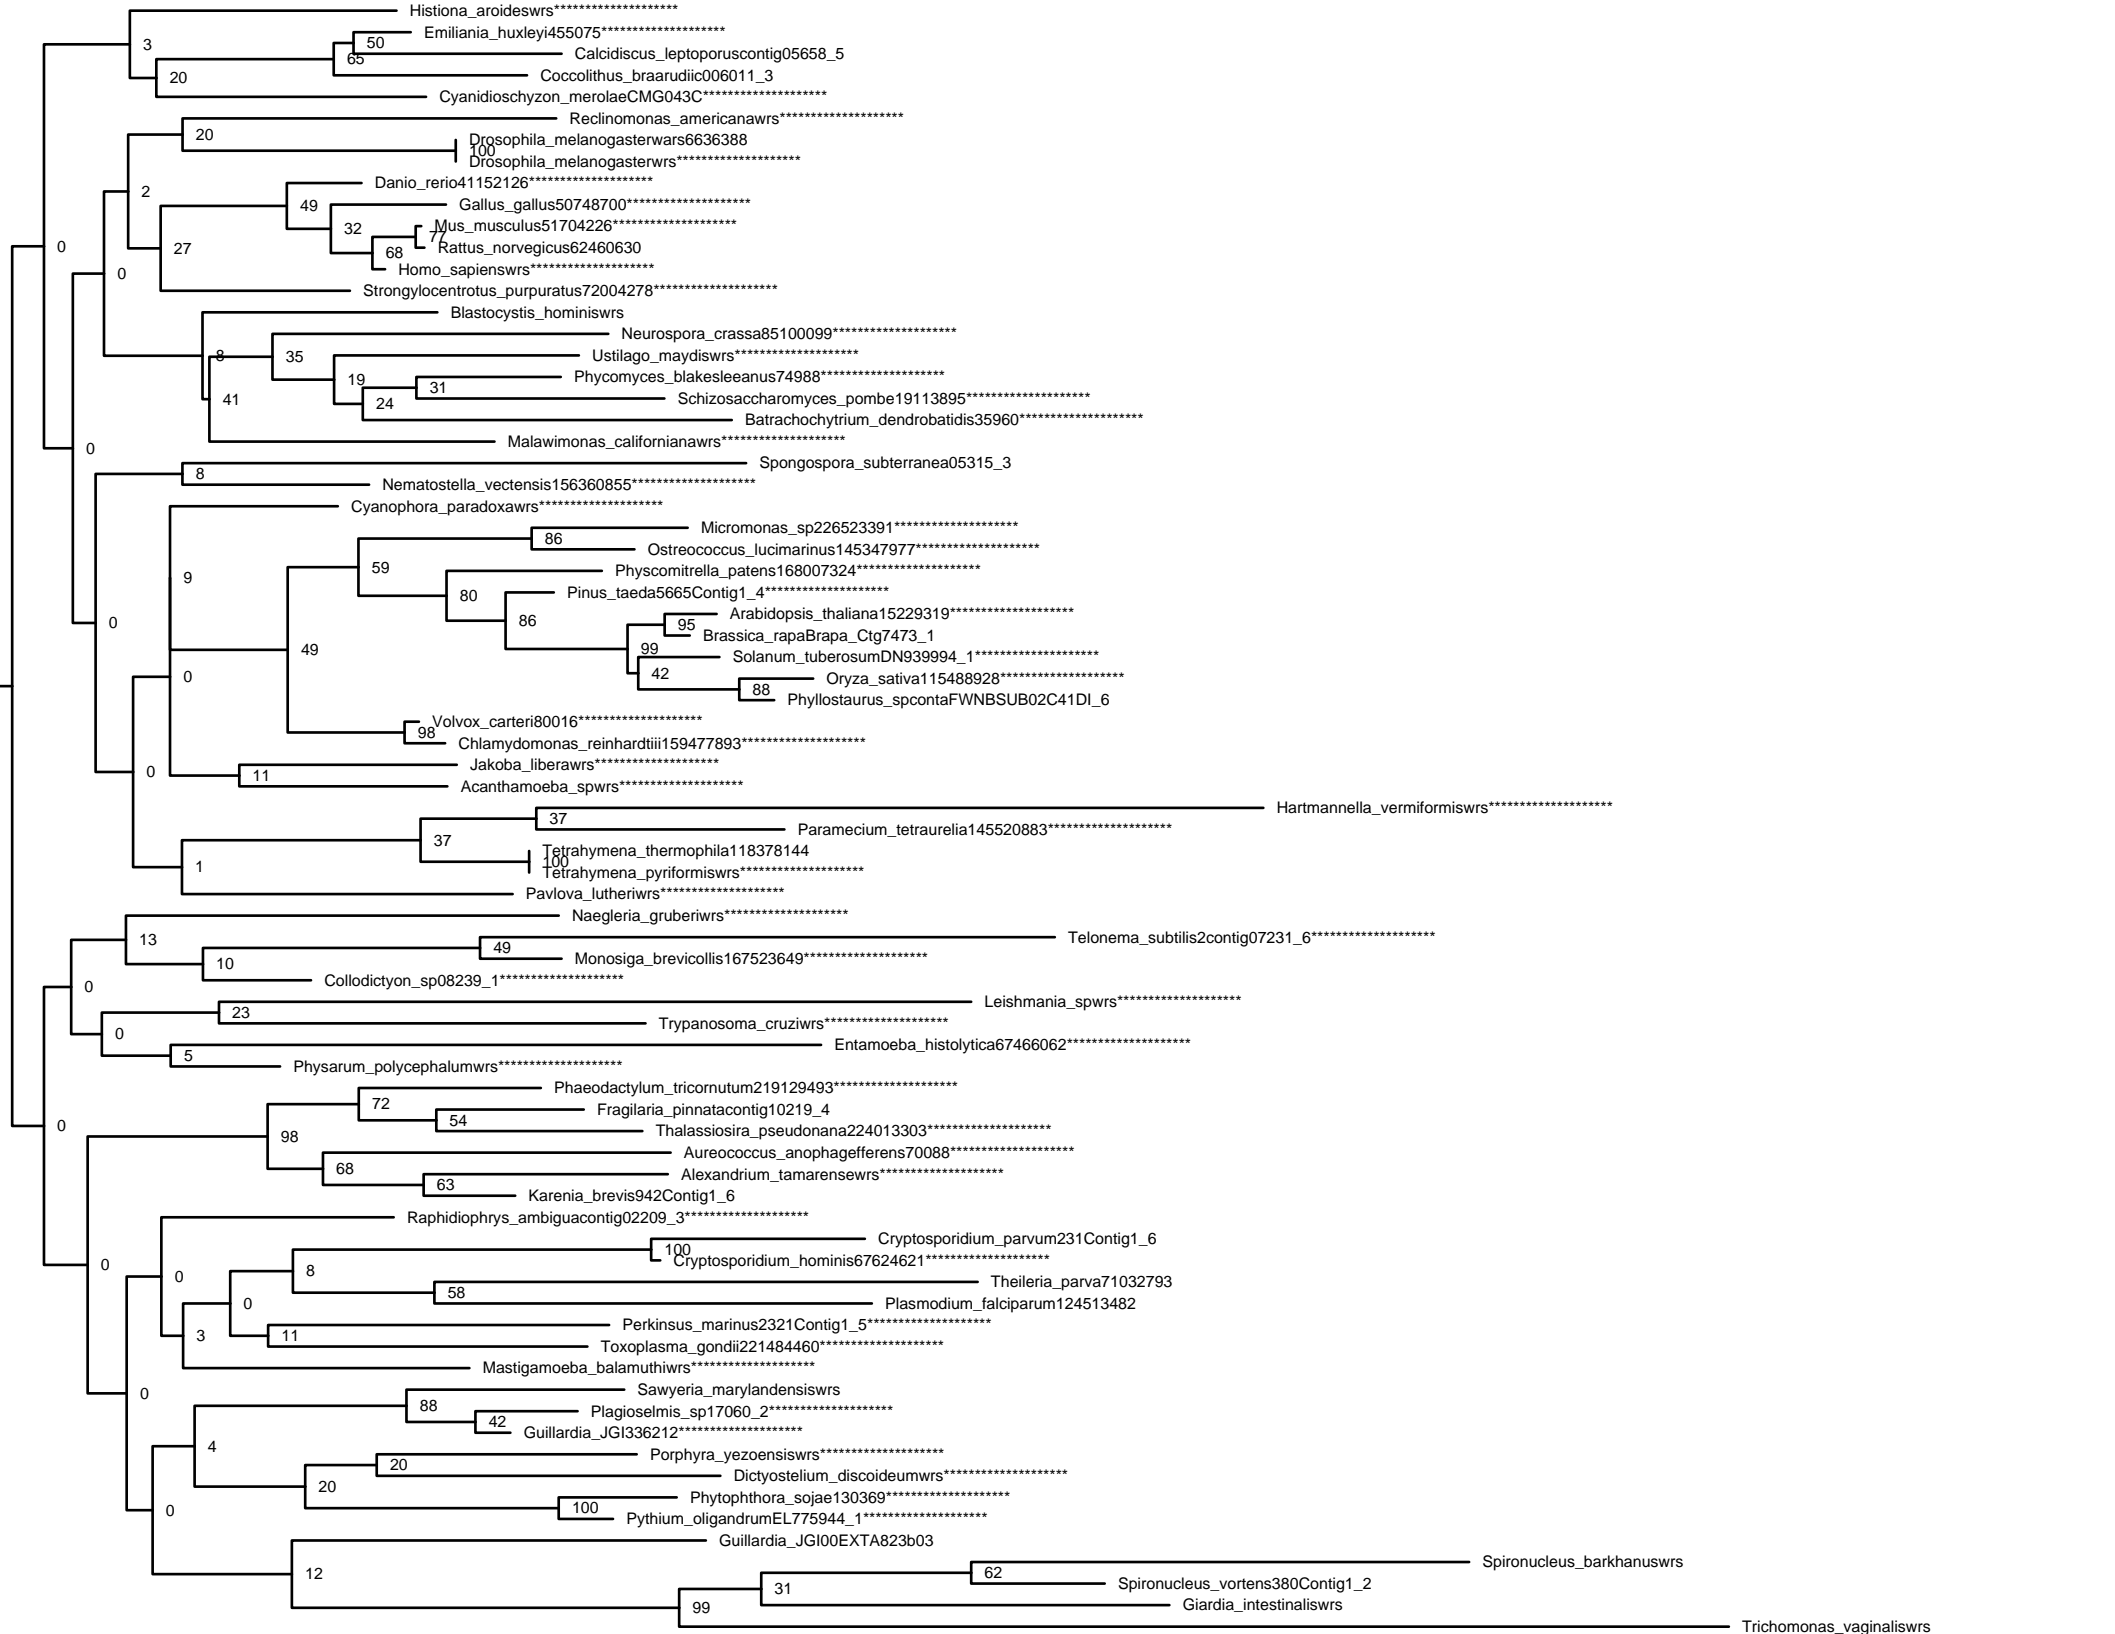 Histiona_aroideswrs********************
3
Emiliania_huxleyi455075********************
50
Calcidiscus_leptoporuscontig05658_5
65
Coccolithus_braarudiic006011_3
20
Cyanidioschyzon_merolaeCMG043C********************
Reclinomonas_americanawrs********************
20
Drosophila_melanogasterwars6636388
100
Drosophila_melanogasterwrs********************
Danio_rerio41152126********************
2
49
Gallus_gallus50748700********************
32
Mus_musculus51704226********************
77
Rattus_norvegicus62460630
0
27
68
Homo_sapienswrs********************
0
Strongylocentrotus_purpuratus72004278********************
Blastocystis_hominiswrs
Neurospora_crassa85100099********************
8
35
Ustilago_maydiswrs********************
19
Phycomyces_blakesleeanus74988********************
31
Schizosaccharomyces_pombe19113895********************
41
24
Batrachochytrium_dendrobatidis35960********************
Malawimonas_californianawrs********************
0
Spongospora_subterranea05315_3
8
Nematostella_vectensis156360855********************
Cyanophora_paradoxawrs********************
Micromonas_sp226523391********************
86
Ostreococcus_lucimarinus145347977********************
59
Physcomitrella_patens168007324********************
9
Pinus_taeda5665Contig1_4********************
80
Arabidopsis_thaliana15229319********************
0
86
95
Brassica_rapaBrapa_Ctg7473_1
49
99
Solanum_tuberosumDN939994_1********************
42
0
Oryza_sativa115488928********************
88
Phyllostaurus_spcontaFWNBSUB02C41DI_6
Volvox_carteri80016********************
98
Chlamydomonas_reinhardtiii159477893********************
Jakoba_liberawrs********************
0
11
Acanthamoeba_spwrs********************
Hartmannella_vermiformiswrs********************
37
Paramecium_tetraurelia145520883********************
37
Tetrahymena_thermophila118378144
100
1
Tetrahymena_pyriformiswrs********************
Pavlova_lutheriwrs********************
Naegleria_gruberiwrs********************
13
Telonema_subtilis2contig07231_6********************
49
Monosiga_brevicollis167523649********************
10
Collodictyon_sp08239_1********************
0
Leishmania_spwrs********************
23
Trypanosoma_cruziwrs********************
0
Entamoeba_histolytica67466062********************
5
Physarum_polycephalumwrs********************
Phaeodactylum_tricornutum219129493********************
72
Fragilaria_pinnatacontig10219_4
54
0
Thalassiosira_pseudonana224013303********************
98
Aureococcus_anophagefferens70088********************
68
Alexandrium_tamarensewrs********************
63
Karenia_brevis942Contig1_6
Raphidiophrys_ambiguacontig02209_3********************
Cryptosporidium_parvum231Contig1_6
100
Cryptosporidium_hominis67624621********************
0
8
0
Theileria_parva71032793
58
0
Plasmodium_falciparum124513482
Perkinsus_marinus2321Contig1_5********************
3
11
Toxoplasma_gondii221484460********************
Mastigamoeba_balamuthiwrs********************
0
Sawyeria_marylandensiswrs
88
Plagioselmis_sp17060_2********************
42
Guillardia_JGI336212********************
4
Porphyra_yezoensiswrs********************
20
Dictyostelium_discoideumwrs********************
20
Phytophthora_sojae130369********************
0
100
Pythium_oligandrumEL775944_1********************
Guillardia_JGI00EXTA823b03
Spironucleus_barkhanuswrs
12
62
Spironucleus_vortens380Contig1_2
31
Giardia_intestinaliswrs
99
Trichomonas_vaginaliswrs